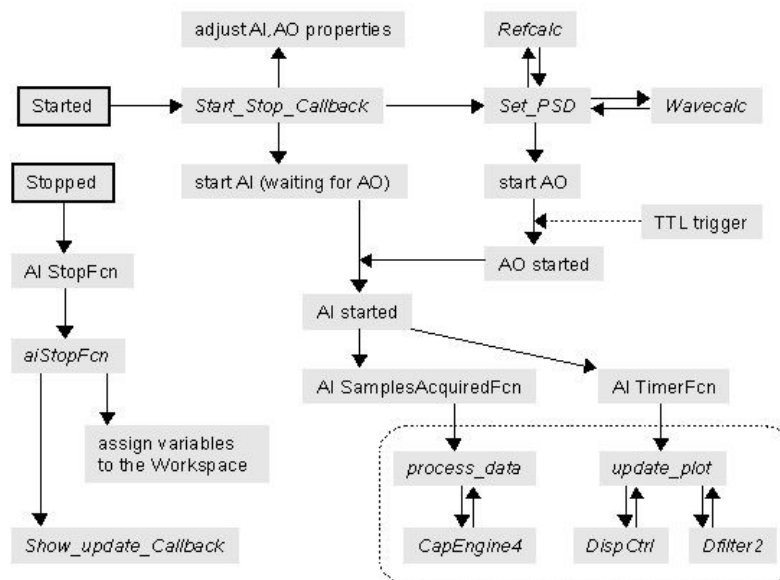 adjust AI,AO properties
Refcalc
Started
Start_Stop_Callback
Set_PSD
Wavecalc
Stopped
start AI (waiting for AO)
start AO
TTL trigger
AI StopFcn
AO started
AI started
aiStopFcn
AI SamplesAcquiredFcn
AI TimerFcn
assign variables
to the Workspace
process_data
update_plot
Show_update_Callback
CapEngine4
DispCtrl
Dfilter2